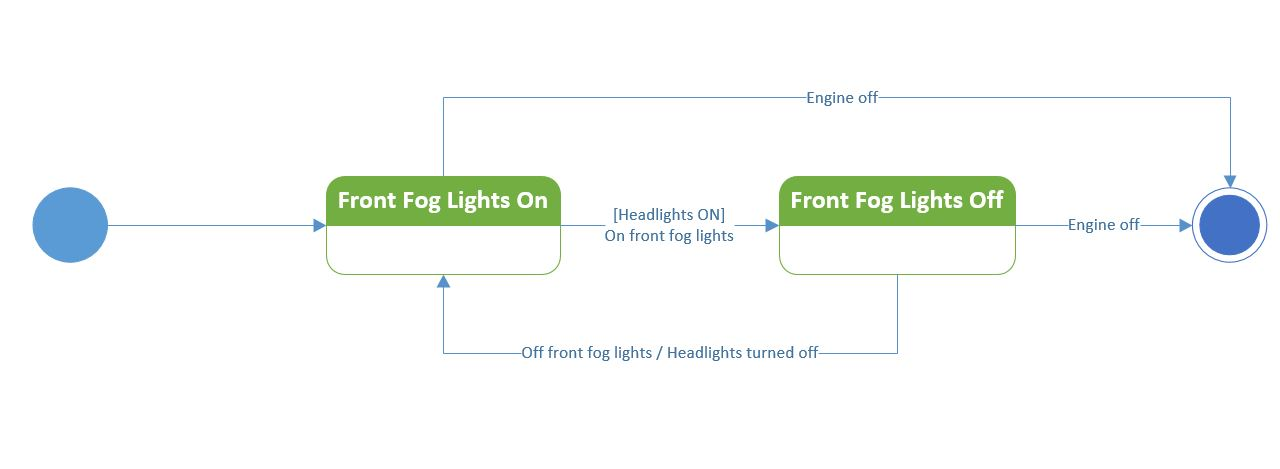 Engine off
Front Fog Lights On
[Headlights ON]
On front fog lights
Front Fog Lights Off
Engine off
Off front fog lights / Headlights turned off